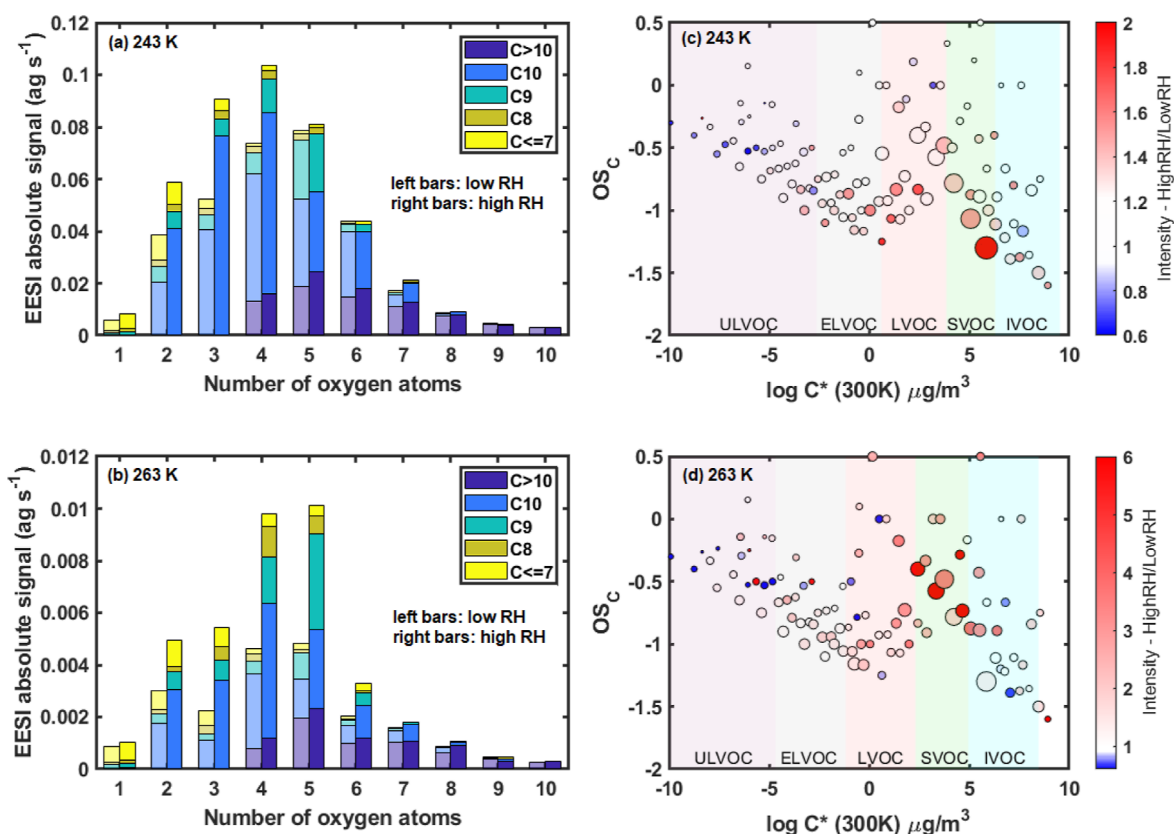 (a) 243 K
0.12
0.1
0.08
0.06
0.04
0.02
0
EESI absolute signal (ag s-1)
C>10
C10
C9
C8
C<=7
left bars: low RH
right bars: high RH
1 2 3 4 5 6 7 8 9 10
Number of oxygen atoms
(c) 243 K
0.5
0
-0.5
-1
-1.5
-2
OSC
ULVOC ELVOC LVOC SVOC IVOC
-10 -5 0 5 10
log C* (300K) μg/m3
2
1.8
1.6
1.4
1.2
1
0.8
0.6
Intensity - HighRH/LowRH
(b) 263 K
0.012
0.01
0.008
0.006
0.004
0.002
0
EESI absolute signal (ag s-1)
C>10
C10
C9
C8
C<=7
left bars: low RH
right bars: high RH
1 2 3 4 5 6 7 8 9 10
Number of oxygen atoms
(d) 263 K
0.5
0
-0.5
-1
-1.5
-2
OSC
ULVOC ELVOC LVOC SVOC IVOC
-10 -5 0 5 10
log C* (300K) μg/m3
6
5
4
3
2
1
Intensity - HighRH/LowRH